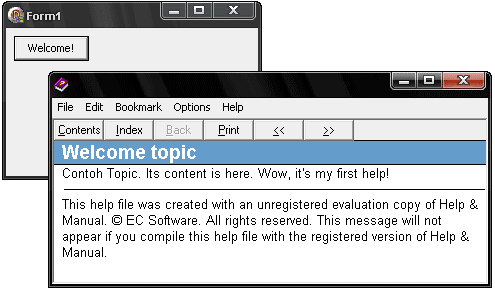 Form1
Welcome!
File Edit Bookmark Options Help
Contents Index Back Print << >>
Welcome topic
Contoh Topic. Its content is here. Wow, it's my first help!
This help file was created with an unregistered evaluation copy of Help &
Manual. © EC Software. All rights reserved. This message will not
appear if you compile this help file with the registered version of Help &
Manual.